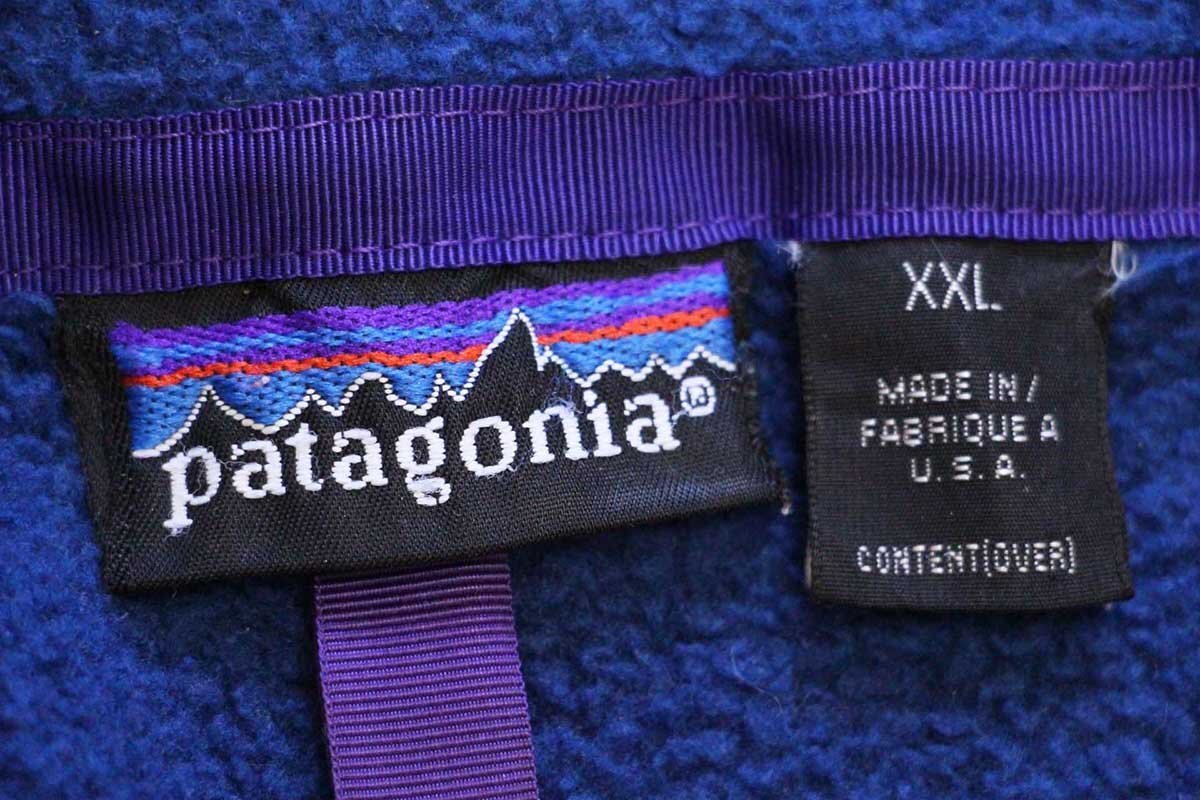 patagonia®
XXL
MADE IN/
FABRIQUE A
U.S.A.
CONTENT(OVER)